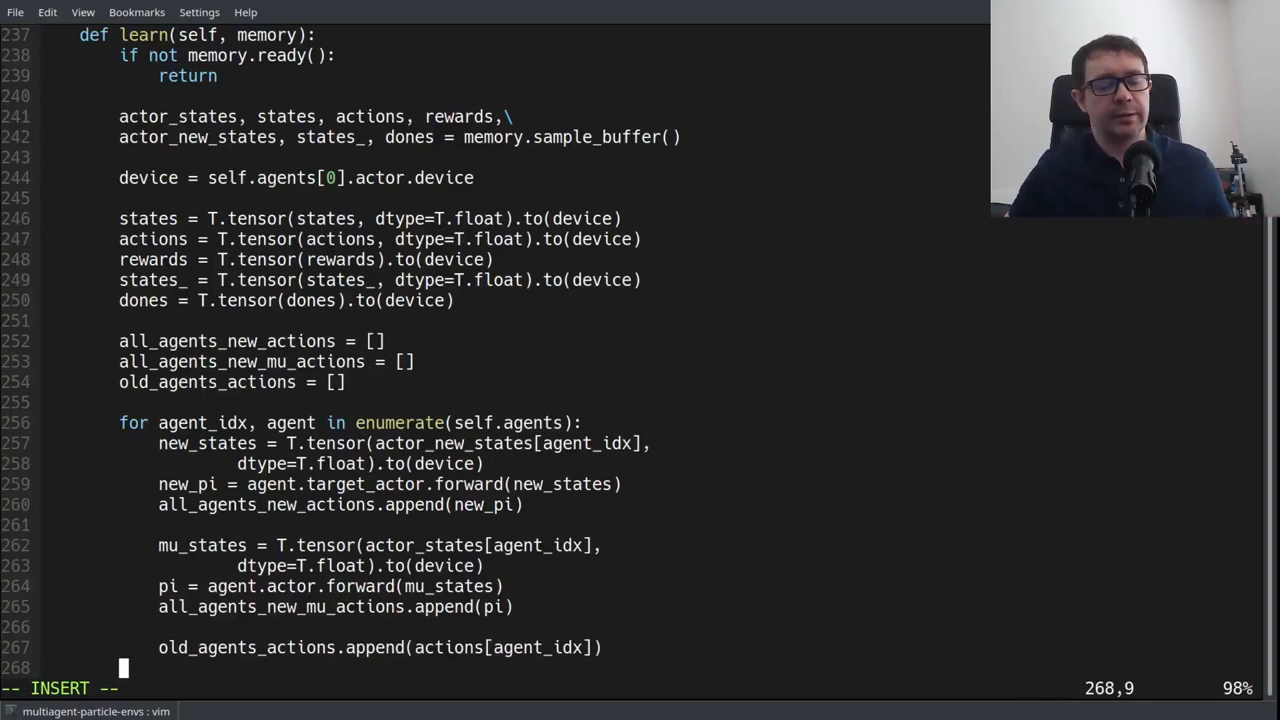 File Edit View Bookmarks Settings Help
237     def learn(self, memory):
238         if not memory.ready():
239             return
240
241         actor_states, states, actions, rewards,\
242         actor_new_states, states_, dones = memory.sample_buffer()
243
244         device = self.agents[0].actor.device
245
246         states = T.tensor(states, dtype=T.float).to(device)
247         actions = T.tensor(actions, dtype=T.float).to(device)
248         rewards = T.tensor(rewards).to(device)
249         states_ = T.tensor(states_, dtype=T.float).to(device)
250         dones = T.tensor(dones).to(device)
251
252         all_agents_new_actions = []
253         all_agents_new_mu_actions = []
254         old_agents_actions = []
255
256         for agent_idx, agent in enumerate(self.agents):
257             new_states = T.tensor(actor_new_states[agent_idx],
258                     dtype=T.float).to(device)
259             new_pi = agent.target_actor.forward(new_states)
260             all_agents_new_actions.append(new_pi)
261
262             mu_states = T.tensor(actor_states[agent_idx],
263                     dtype=T.float).to(device)
264             pi = agent.actor.forward(mu_states)
265             all_agents_new_mu_actions.append(pi)
266
267             old_agents_actions.append(actions[agent_idx])
268
-- INSERT -- 268,9 98%
multiagent-particle-envs : vim